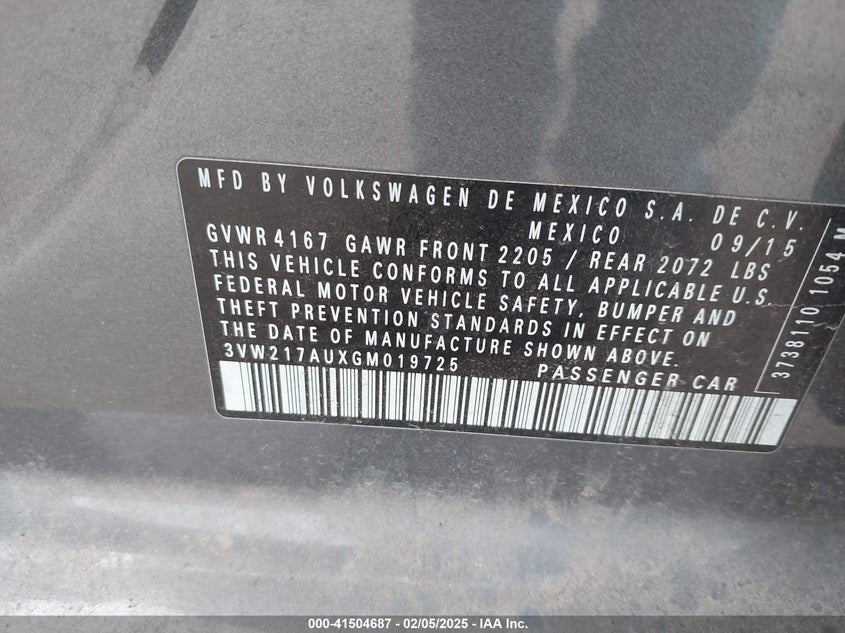 MFD BY VOLKSWAGEN DE MEXICO S.A. DE C.V.
MEXICO 09/15
GVWR 4167 GAWR FRONT 2205 / REAR 2072 LBS
THIS VEHICLE CONFORMS TO ALL APPLICABLE U.S.
FEDERAL MOTOR VEHICLE SAFETY, BUMPER AND
THEFT PREVENTION STANDARDS IN EFFECT ON
THE DATE OF MANUFACTURE SHOWN ABOVE.
3VW217AUXGM019725 PASSENGER CAR
3738110 1054 M
000-41504687 - 02/05/2025 - IAA Inc.